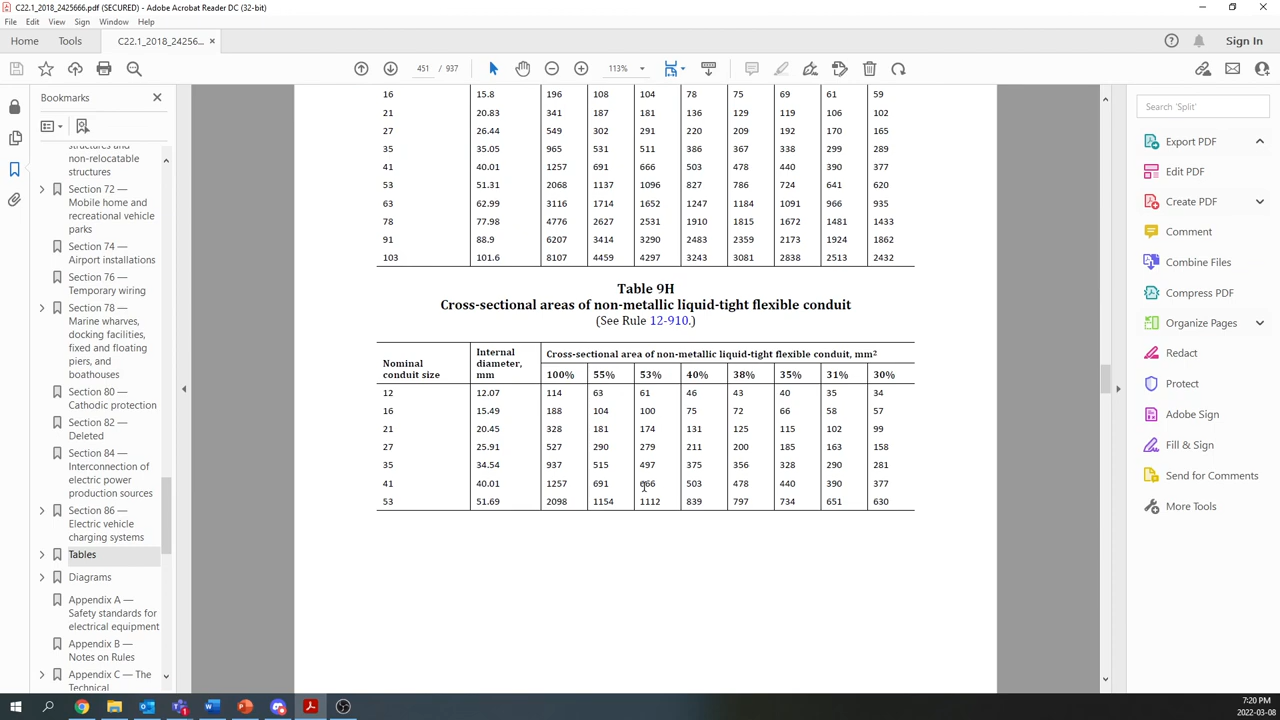 C22.1_2018_2425666.pdf (SECURED) - Adobe Acrobat Reader DC (32-bit)
File Edit View Sign Window Help
Home Tools C22.1_2018_24256... × Sign In
451 / 937 113%
Bookmarks
structures and
non-relocatable
structures
Section 72 —
Mobile home and
recreational vehicle
parks
Section 74 —
Airport installations
Section 76 —
Temporary wiring
Section 78 —
Marine wharves,
docking facilities,
fixed and floating
piers, and
boathouses
Section 80 —
Cathodic protection
Section 82 —
Deleted
Section 84 —
Interconnection of
electric power
production sources
Section 86 —
Electric vehicle
charging systems
Tables
Diagrams
Appendix A —
Safety standards for
electrical equipment
Appendix B —
Notes on Rules
Appendix C — The
Technical
16 15.8 196 108 104 78 75 69 61 59
21 20.83 341 187 181 136 129 119 106 102
27 26.44 549 302 291 220 209 192 170 165
35 35.05 965 531 511 386 367 338 299 289
41 40.01 1257 691 666 503 478 440 390 377
53 51.31 2068 1137 1096 827 786 724 641 620
63 62.99 3116 1714 1652 1247 1184 1091 966 935
78 77.98 4776 2627 2531 1910 1815 1672 1481 1433
91 88.9 6207 3414 3290 2483 2359 2173 1924 1862
103 101.6 8107 4459 4297 3243 3081 2838 2513 2432
Table 9H
Cross-sectional areas of non-metallic liquid-tight flexible conduit
(See Rule 12-910.)
Nominal
conduit size
Internal
diameter,
mm
Cross-sectional area of non-metallic liquid-tight flexible conduit, mm²
100% 55% 53% 40% 38% 35% 31% 30%
12 12.07 114 63 61 46 43 40 35 34
16 15.49 188 104 100 75 72 66 58 57
21 20.45 328 181 174 131 125 115 102 99
27 25.91 527 290 279 211 200 185 163 158
35 34.54 937 515 497 375 356 328 290 281
41 40.01 1257 691 666 503 478 440 390 377
53 51.69 2098 1154 1112 839 797 734 651 630
Search 'Split'
Export PDF
Edit PDF
Create PDF
Comment
Combine Files
Compress PDF
Organize Pages
Redact
Protect
Adobe Sign
Fill & Sign
Send for Comments
More Tools
7:20 PM
2022-03-08